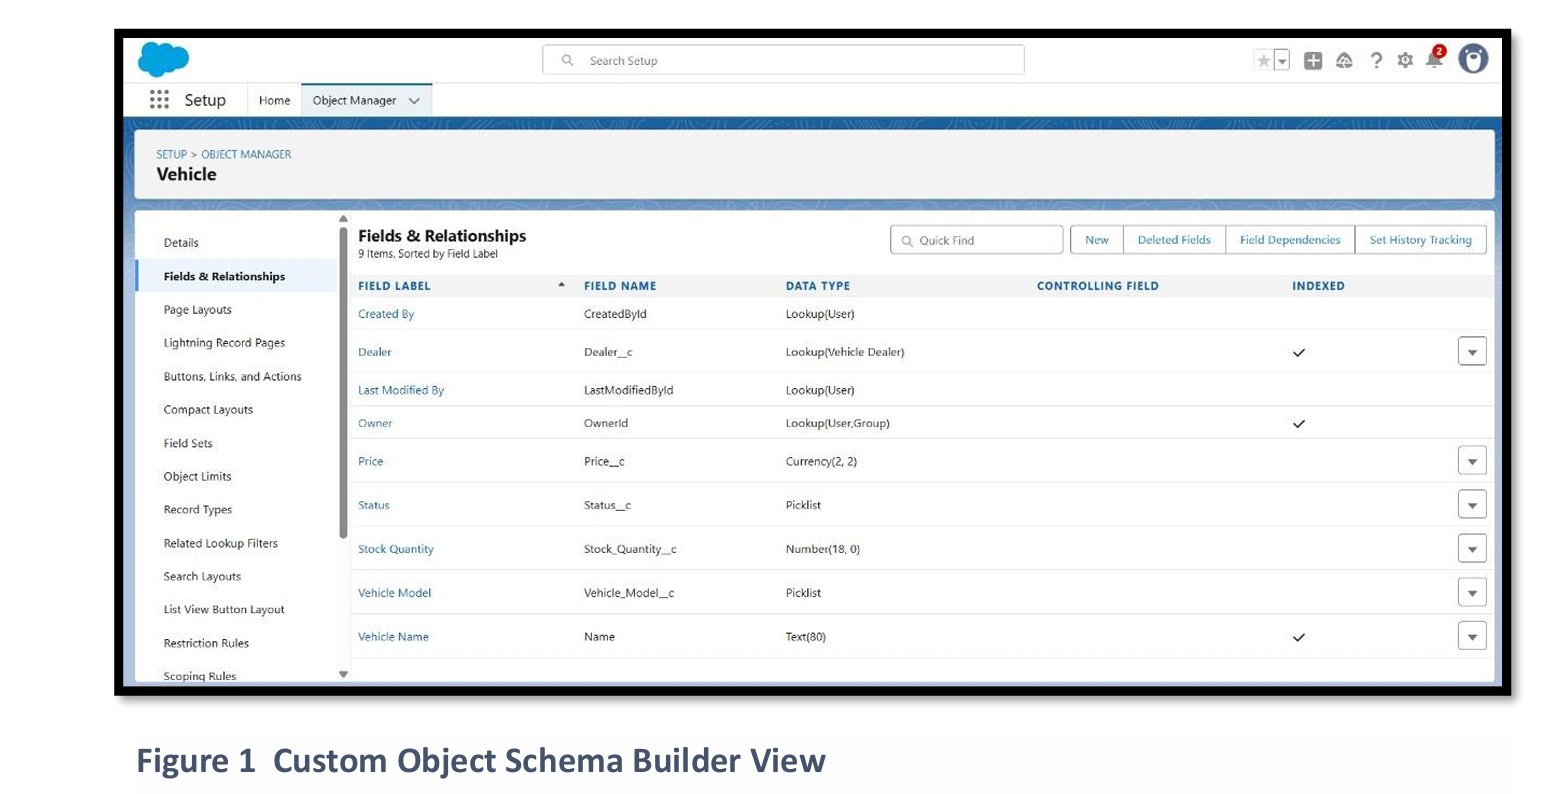 Search Setup
2
Setup Home Object Manager
SETUP > OBJECT MANAGER
Vehicle
Details
Fields & Relationships
Page Layouts
Lightning Record Pages
Buttons, Links, and Actions
Compact Layouts
Field Sets
Object Limits
Record Types
Related Lookup Filters
Search Layouts
List View Button Layout
Restriction Rules
Scoping Rules
Fields & Relationships
9 Items, Sorted by Field Label
Quick Find New Deleted Fields Field Dependencies Set History Tracking
FIELD LABEL FIELD NAME DATA TYPE CONTROLLING FIELD INDEXED
Created By CreatedById Lookup(User)
Dealer Dealer__c Lookup(Vehicle Dealer)
Last Modified By LastModifiedById Lookup(User)
Owner OwnerId Lookup(User,Group)
Price Price__c Currency(2, 2)
Status Status__c Picklist
Stock Quantity Stock_Quantity__c Number(18, 0)
Vehicle Model Vehicle_Model__c Picklist
Vehicle Name Name Text(80)
Figure 1 Custom Object Schema Builder View